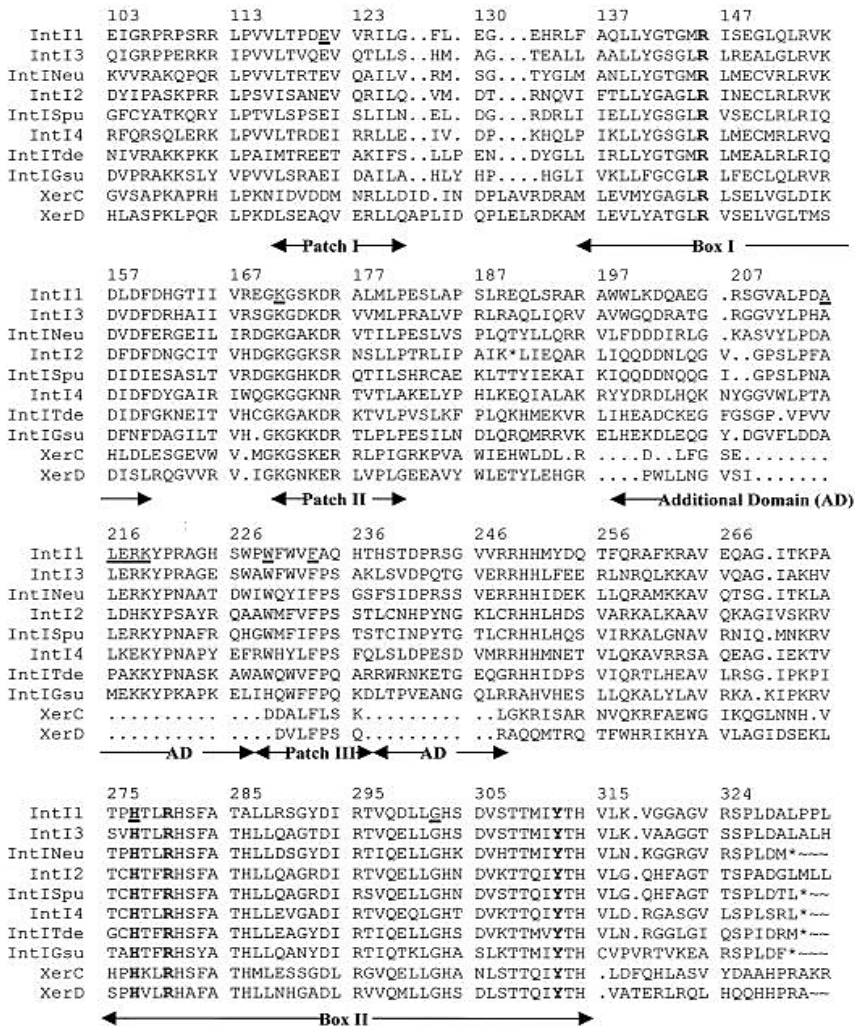 103 113 123 130 137 147
IntI1 EIGRPRPSRR LPVVLTPDEV VRILG..FL. EG...EHRLF AQLLYGTGMR ISEGLQLRVK
IntI3 QIGRPPERKR IPVVLTVQEV QTLLS..HM. AG...TEALL AALLYGSGLR LMEALGLRVK
IntINeu KVVRAKQPQR LPVVLTRTEV QAILV..RM. SG...TYGLM ANLLYGTGMR LMECVRLRVK
IntI2 DYIPASKPRR LPSVISANEV QRILQ..VM. DT...RNQVI FTLLYGAGLR INECLRLRVK
IntISpu GFCYATKQRY LPTVLSPSEI SLILN..EL. DG...RDRLI IELLYGSGLR VSECLRLRIQ
IntI4 RFQRSQLERK LPVVLTRDEI RRLLE..IV. DP...KHQLP IKLLYGSGLR LMECMRLRVQ
IntITde NIVRAKKPKK LPAIMTREET AKIFS..LLP EN...DYGLL IRLLYGTGMR LMEALRLRIQ
IntIGsu DVPRAKKSLY VPVVLSRAEI DAILA..HLY HP....HGLI VKLLFGCGLR LFECLQLRVR
XerC GVSAPKAPRH LPKNIDVDDM NRLLDID.IN DPLAVRDRAM LEVMYGAGLR LSELVGLDIK
XerD HLASPKLPQR LPKDLSEAQV ERLLQAPLID QPLELRDKAM LEVLYATGLR VSELVGLTMS
Patch I Box I
157 167 177 187 197 207
IntI1 DLDFDHGTII VREGKGSKDR ALMLPESLAP SLREQLSRAR AWWLKDQAEG .RSGVALPDA
IntI3 DVDFDRHAII VRSGKGDKDR VVMLPRALVP RLRAQLIQRV AVWGQDRATG .RGGVYLPHA
IntINeu DVDFERGEIL IRDGKGAKDR VTILPESLVS PLQTYLLQRR VLFDDDIRLG .KASVYLPDA
IntI2 DFDFDNGCIT VHDGKGGKSR NSLLPTRLIP AIK*LIEQAR LIQQDDNLQG V..GPSLPFA
IntISpu DIDIESASLT VRDGKGHKDR QTILSHRCAE KLTTYIEKAI KIQQDDNQQG I..GPSLPNA
IntI4 DIDFDYGAIR IWQGKGGKNR TVTLAKELYP HLKEQIALAK RYYDRDLHQK NYGGVWLPTA
IntITde DIDFGKNEIT VHCGKGAKDR KTVLPVSLKF PLQKHMEKVR LIHEADCKEG FGSGP.VPVV
IntIGsu DFNFDAGILT VH.GKGKKDR TLPLPESILN DLQRQMRRVK ELHEKDLEQG Y.DGVFLDDA
XerC HLDLESGEVW V.MGKGSKER RLPIGRKPVA WIEHWLDL.R ....D..LFG SE.......
XerD DISLRQGVVR V.IGKGNKER LVPLGEEAVY WLETYLEHGR ....PWLLNG VSI......
Patch II Additional Domain (AD)
216 226 236 246 256 266
IntI1 LERKYPRAGH SWPWFWVFAQ HTHSTDPRSG VVRRHHMYDQ TFQRAFKRAV EQAG.ITKPA
IntI3 LERKYPRAGE SWAWFWVFPS AKLSVDPQTG VERRHHLFEE RLNRQLKKAV VQAG.IAKHV
IntINeu LERKYPNAAT DWIWQYIFPS GSFSIDPRSS VERRHHIDEK LLQRAMKKAV QTSG.ITKLA
IntI2 LDHKYPSAYR QAAWMFVFPS STLCNHPYNG KLCRHHLHDS VARKALKAAV QKAGIVSKRV
IntISpu LERKYPNAFR QHGWMFIFPS TSTCINPYTG TLCRHHLHQS VIRKALGNAV RNIQ.MNKRV
IntI4 LKEKYPNAPY EFRWHYLFPS FQLSLDPESD VMRRHHMNET VLQKAVRRSA QEAG.IEKTV
IntITde PAKKYPNASK AWAWQWVFPQ ARRWRNKETG EQGRHHIDPS VIQRTLHEAV LRSG.IPKPI
IntIGsu MEKKYPKAPK ELIHQWFFPQ KDLTPVEANG QLRRAHVHES LLQKALYLAV RKA.KIPKRV
XerC .......... ...DDALFLS K......... ..LGKRISAR NVQKRFAEWG IKQGLNNH.V
XerD .......... ....DVLFPS Q......... ..RAQQMTRQ TFWHRIKHYA VLAGIDSEKL
AD Patch III AD
275 285 295 305 315 324
IntI1 TPHTLRHSFA TALLRSGYDI RTVQDLLGHS DVSTTMIYTH VLK.VGGAGV RSPLDALPPL
IntI3 SVHTLRHSFA THLLQAGTDI RTVQELLGHS DVSTTMIYTH VLK.VAAGGT SSPLDALALH
IntINeu TPHTLRHSFA THLLDSGYDI RTVQELLGHK DVHTTMIYTH VLN.KGGRGV RSPLDM*~~~
IntI2 TCHTFRHSFA THLLQAGRDI RTVQELLGHN DVSTTQIYTH VLG.QHFAGT TSPADGLMLL
IntISpu TCHTFRHSFA THLLQAGRDI RSVQELLGHN DVSTTQIYTH VLG.QHFAGT TSPLDTL*~~
IntI4 TCHTLRHSFA THLLEVGADI RTVQEQLGHT DVKTTQIYTH VLD.RGASGV LSPLSRL*~~
IntITde GCHTFRHSFA THLLEAGYDI RTVQELLGHS DVKTTMVYTH VLN.RGGLGI QSPIDRM*~~
IntIGsu TAHTFRHSYA THLLQANYDI RTIQTKLGHA SLKTTMIYTH CVPVRTVKEA RSPLDF*~~~
XerC HPHKLRHSFA THMLESSGDL RGVQELLGHA NLSTTQIYTH .LDFQHLASV YDAAHPRAKR
XerD SPHVLRHAFA THLLNHGADL RVVQMLLGHS DLSTTQIYTH .VATERLRQL HQQHHPRA~~
Box II